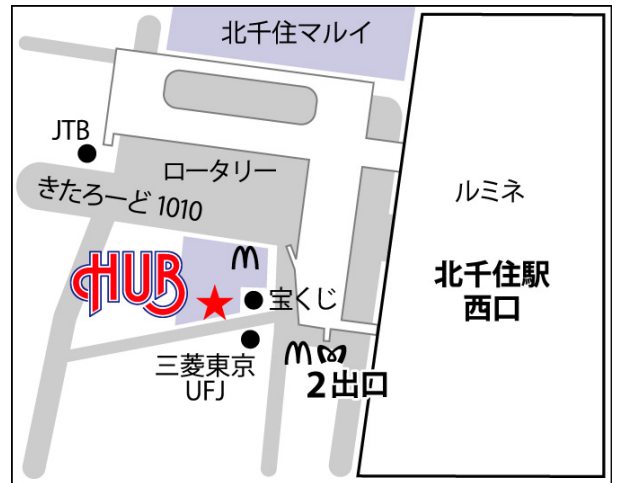 北千住マルイ
JTB
ロータリー
きたろーど 1010
ルミネ
HUB
北千住駅
西口
宝くじ
三菱東京
UFJ
2出口